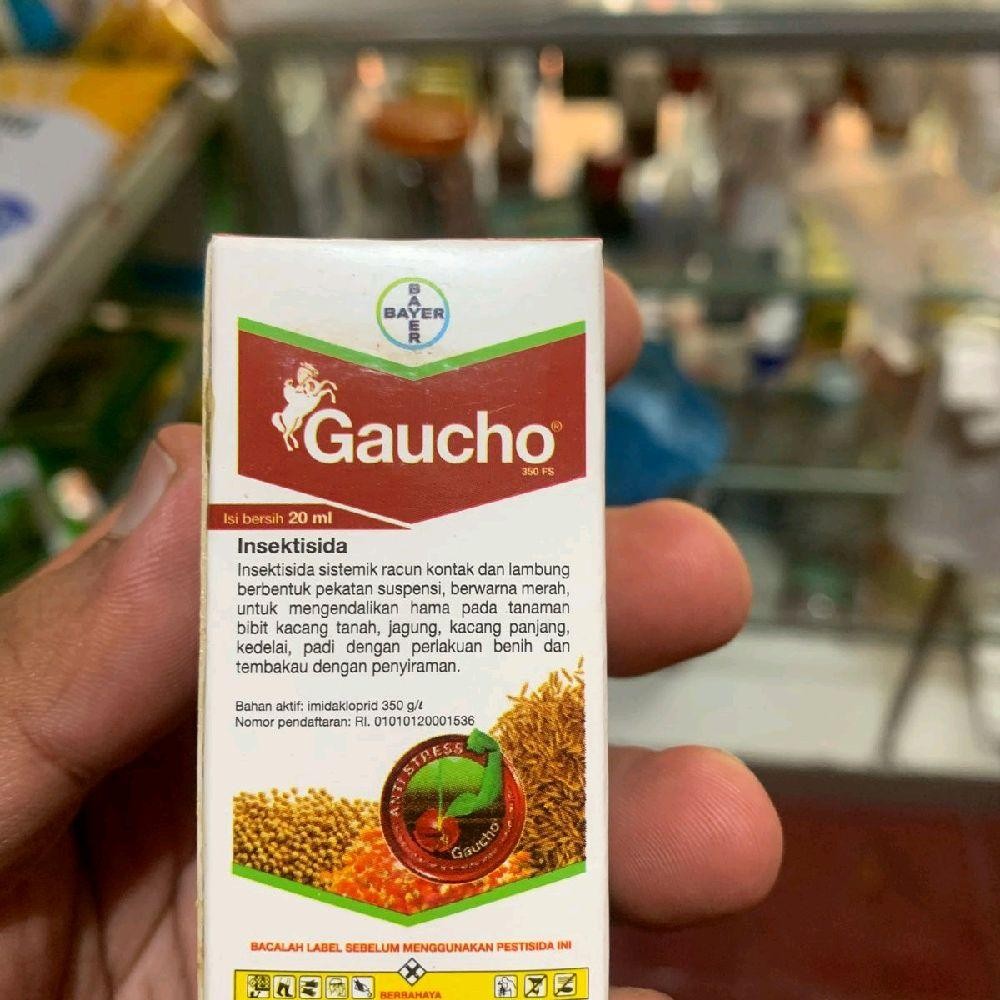 BAYER
BAYER
Gaucho®
350 FS
Isi bersih 20 ml
Insektisida
Insektisida sistemik racun kontak dan lambung
berbentuk pekatan suspensi, berwarna merah,
untuk mengendalikan hama pada tanaman
bibit kacang tanah, jagung, kacang panjang,
kedelai, padi dengan perlakuan benih dan
tembakau dengan penyiraman.
Bahan aktif: imidakloprid 350 g/ℓ
Nomor pendaftaran: RI. 01010120001536
ANTI STRESS
Gaucho
BACALAH LABEL SEBELUM MENGGUNAKAN PESTISIDA INI
BERBAHAYA